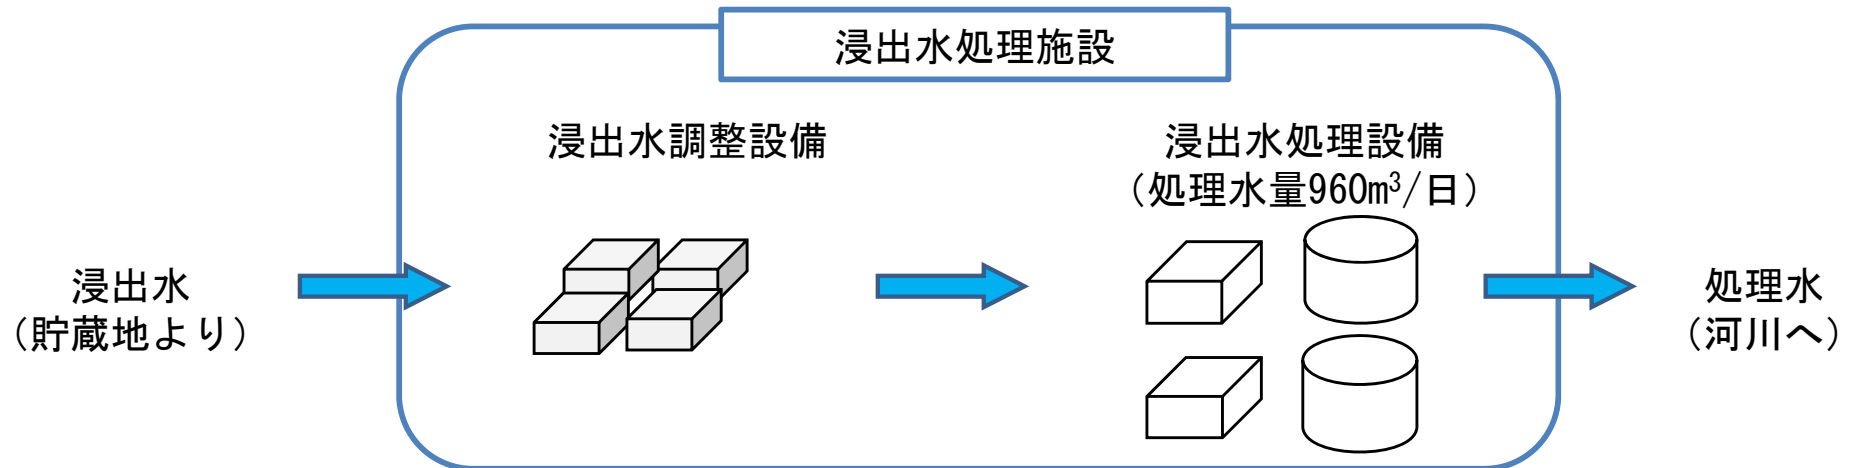 浸出水処理施設
浸出水調整設備
浸出水処理設備
（処理水量960m³/日）
浸出水
（貯蔵地より）
処理水
（河川へ）